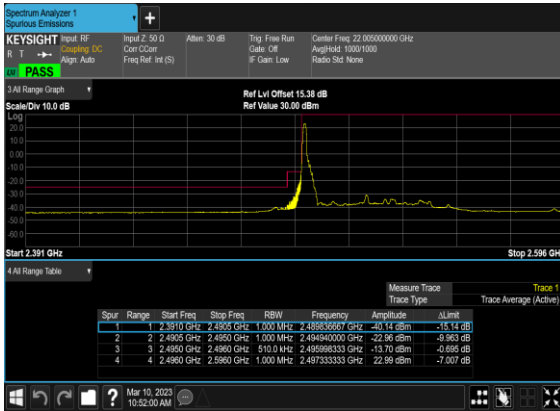 Spectrum Analyzer 1
Spurious Emissions
+
KEYSIGHT Input: RF Input Z: 50 Ω Atten: 30 dB Trig: Free Run Center Freq: 22.005000000 GHz
R T Coupling: DC Corr CCorr Gate: Off Avg|Hold: 1000/1000
Align: Auto Freq Ref: Int (S) IF Gain: Low Radio Std: None
PASS
3 All Range Graph
Ref Lvl Offset 15.38 dB
Scale/Div 10.0 dB Ref Value 30.00 dBm
Log
20.0
10.0
0.00
-10.0
-20.0
-30.0
-40.0
-50.0
-60.0
Start 2.391 GHz Stop 2.596 GH
4 All Range Table
Measure Trace Trace 1
Trace Type Trace Average (Active)
Spur Range Start Freq Stop Freq RBW Frequency Amplitude ΔLimit
1 1 2.3910 GHz 2.4905 GHz 1.000 MHz 2.489836667 GHz -40.14 dBm -15.14 dB
2 2 2.4905 GHz 2.4950 GHz 1.000 MHz 2.494940000 GHz -22.96 dBm -9.963 dB
3 3 2.4950 GHz 2.4960 GHz 510.0 kHz 2.495998333 GHz -13.70 dBm -0.695 dB
4 4 2.4960 GHz 2.5960 GHz 1.000 MHz 2.497333333 GHz 22.99 dBm -7.007 dB
? Mar 10, 2023
10:52:00 AM